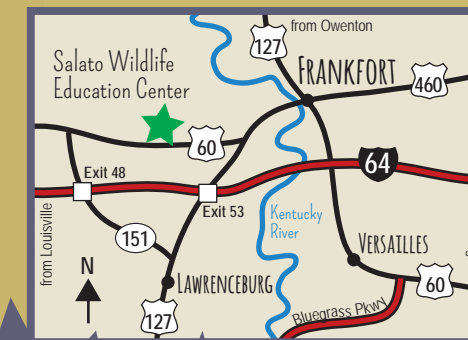 from Owenton
127
FRANKFORT
460
Salato Wildlife
Education Center
60
64
Exit 48
Exit 53
from Louisville
Kentucky
River
151
VERSAILLES
N
LAWRENCEBURG
60
127
Bluegrass Pkwy